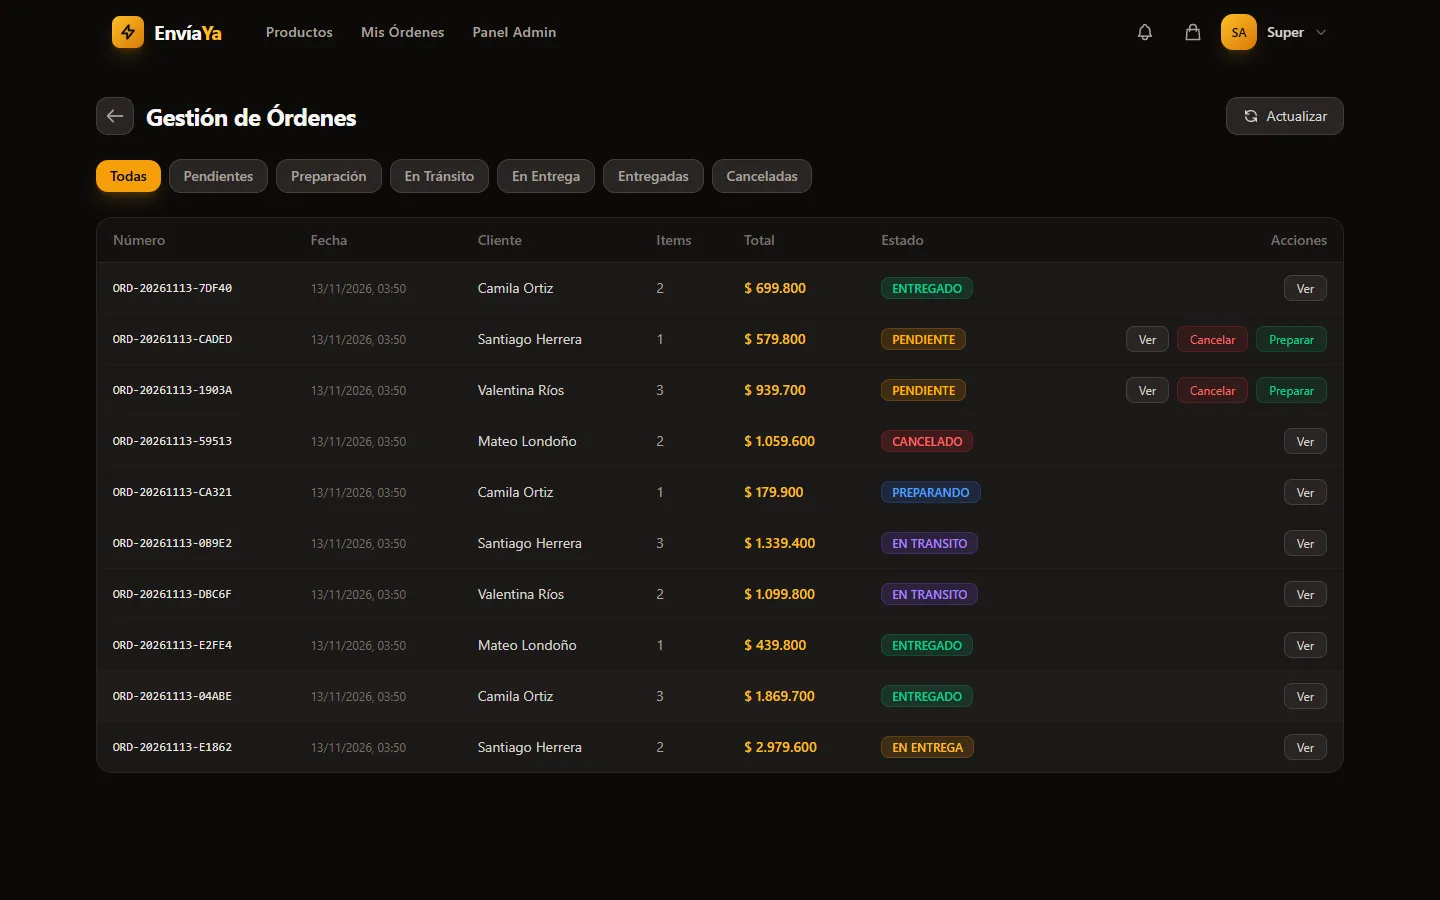 EnvíaYa Productos Mis Órdenes Panel Admin SA Super
Gestión de Órdenes Actualizar
Todas Pendientes Preparación En Tránsito En Entrega Entregadas Canceladas
Número Fecha Cliente Items Total Estado Acciones
ORD-20261113-7DF40 13/11/2026, 03:50 Camila Ortiz 2 $ 699.800 ENTREGADO Ver
ORD-20261113-CADED 13/11/2026, 03:50 Santiago Herrera 1 $ 579.800 PENDIENTE Ver Cancelar Preparar
ORD-20261113-1903A 13/11/2026, 03:50 Valentina Ríos 3 $ 939.700 PENDIENTE Ver Cancelar Preparar
ORD-20261113-59513 13/11/2026, 03:50 Mateo Londoño 2 $ 1.059.600 CANCELADO Ver
ORD-20261113-CA321 13/11/2026, 03:50 Camila Ortiz 1 $ 179.900 PREPARANDO Ver
ORD-20261113-0B9E2 13/11/2026, 03:50 Santiago Herrera 3 $ 1.339.400 EN TRANSITO Ver
ORD-20261113-DBC6F 13/11/2026, 03:50 Valentina Ríos 2 $ 1.099.800 EN TRANSITO Ver
ORD-20261113-E2FE4 13/11/2026, 03:50 Mateo Londoño 1 $ 439.800 ENTREGADO Ver
ORD-20261113-04ABE 13/11/2026, 03:50 Camila Ortiz 3 $ 1.869.700 ENTREGADO Ver
ORD-20261113-E1862 13/11/2026, 03:50 Santiago Herrera 2 $ 2.979.600 EN ENTREGA Ver